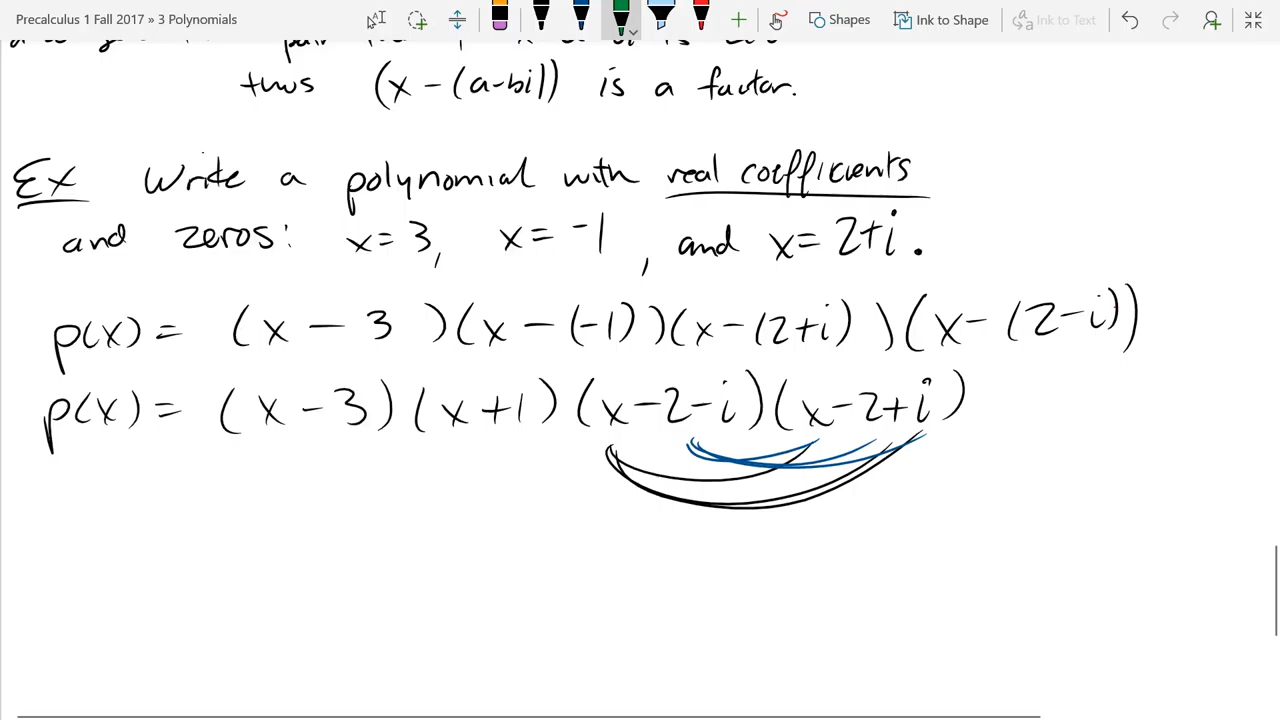 Precalculus 1 Fall 2017 » 3 Polynomials Shapes Ink to Shape Ink to Text
is
thus (x-(a-bi)) is a factor.
Ex Write a polynomial with real coefficients
and zeros: x=3, x=-1, and x=2+i.
p(x) = (x - 3)(x-(-1))(x-(2+i))(x-(2-i))
p(x) = (x-3)(x+1)(x-2-i)(x-2+i)